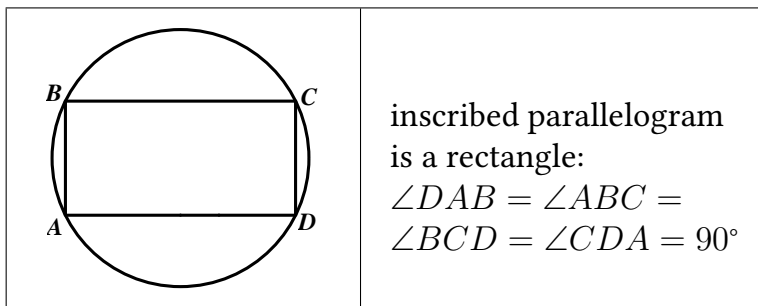 B
C
A
D
inscribed parallelogram
is a rectangle:
∠DAB = ∠ABC =
∠BCD = ∠CDA = 90°